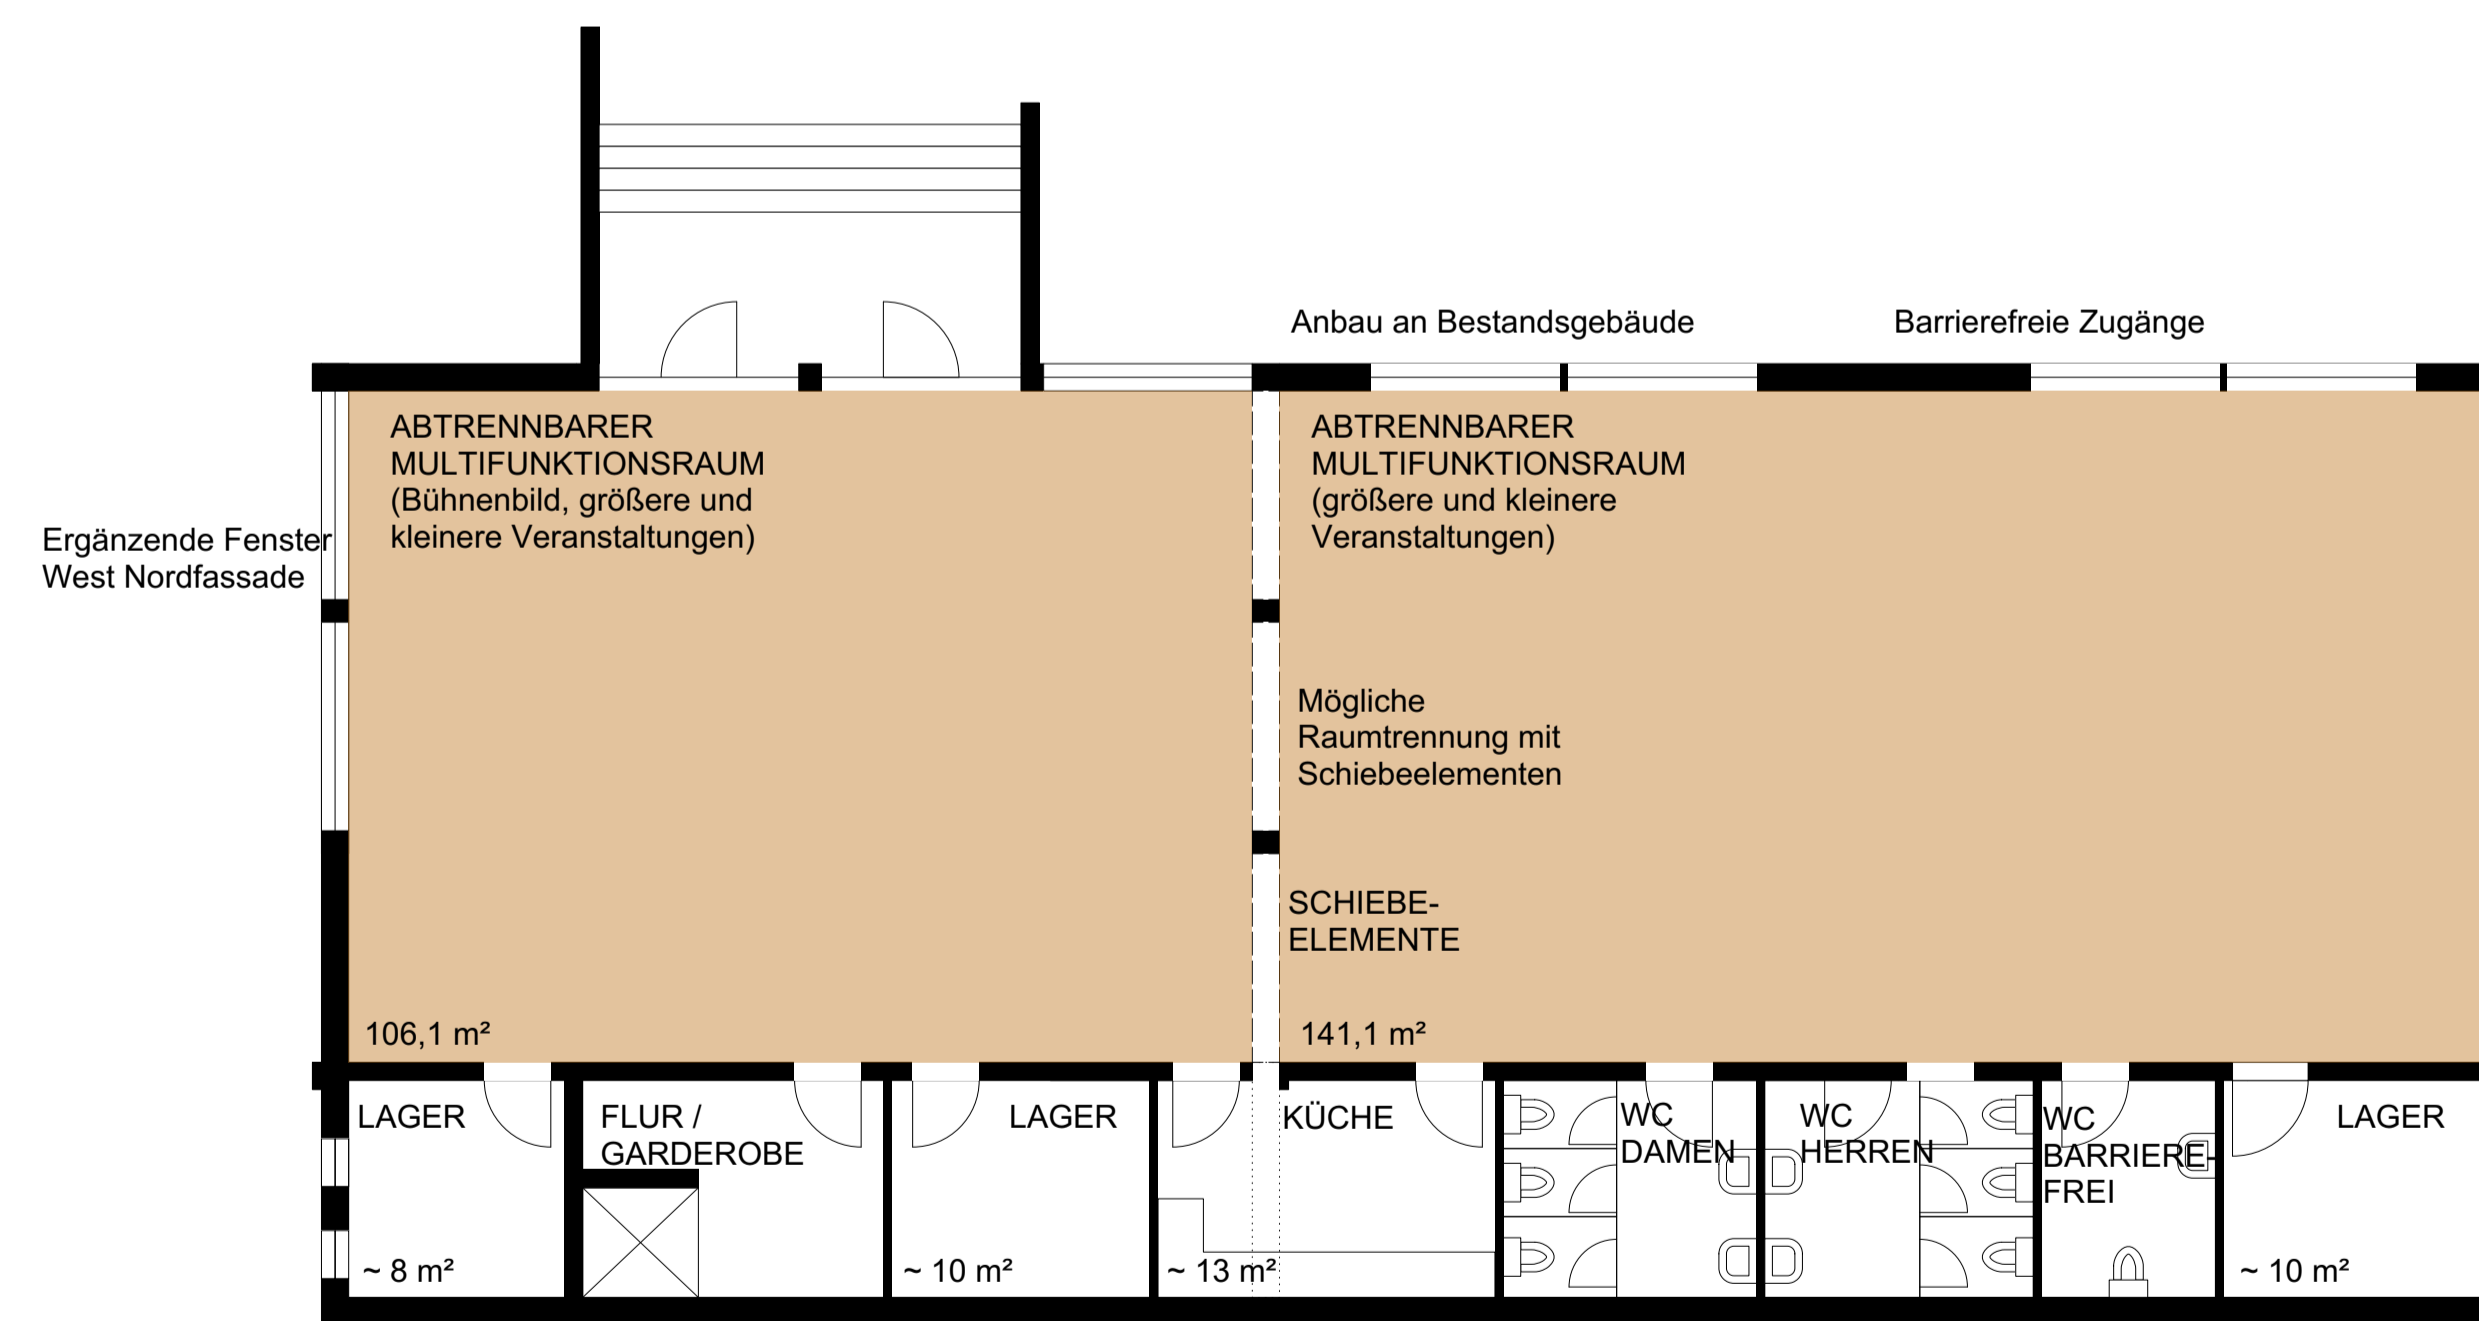 Anbau an Bestandsgebäude
Barrierefreie Zugänge
ABTRENNBARER
MULTIFUNKTIONSRAUM
(Bühnenbild, größere und
kleinere Veranstaltungen)
ABTRENNBARER
MULTIFUNKTIONSRAUM
(größere und kleinere
Veranstaltungen)
Ergänzende Fenster
West Nordfassade
Mögliche
Raumtrennung mit
Schiebeelementen
SCHIEBE-
ELEMENTE
106,1 m²
141,1 m²
LAGER
~ 8 m²
FLUR /
GARDEROBE
LAGER
~ 10 m²
KÜCHE
~ 13 m²
WC
DAMEN
WC
HERREN
WC
BARRIERE-
FREI
LAGER
~ 10 m²